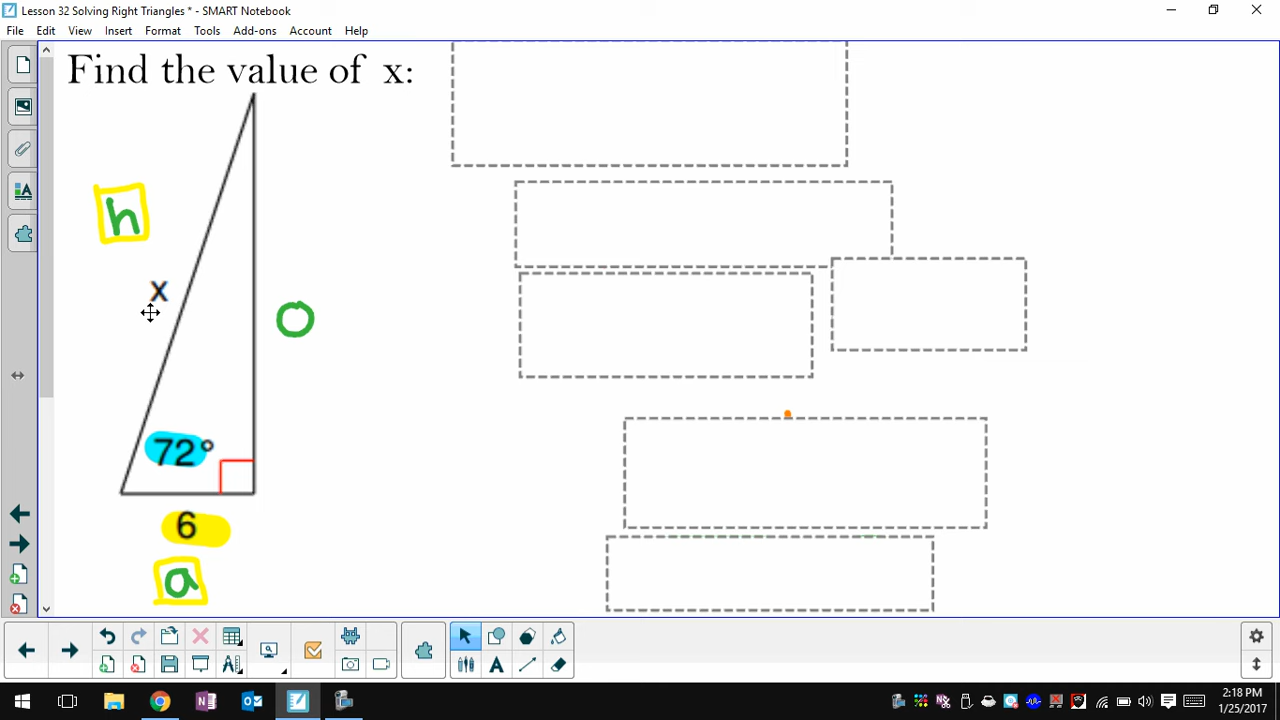 Lesson 32 Solving Right Triangles * - SMART Notebook
File Edit View Insert Format Tools Add-ons Account Help
Find the value of x:
h
x
O
72°
6
a
2:18 PM
1/25/2017